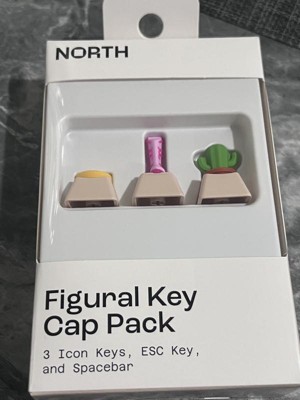 NORTH
Figural Key
Cap Pack
3 Icon Keys, ESC Key,
and Spacebar